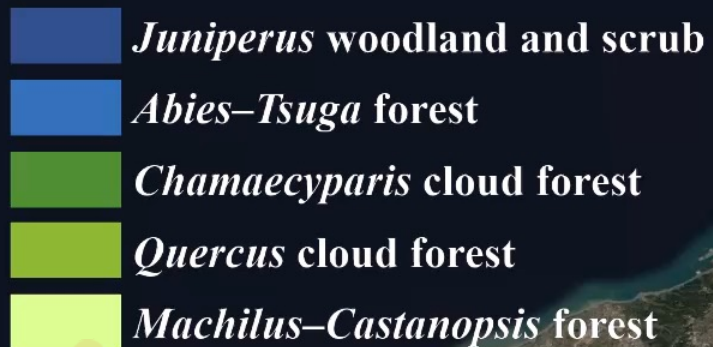 Juniperus woodland and scrub
Abies–Tsuga forest
Chamaecyparis cloud forest
Quercus cloud forest
Machilus–Castanopsis forest